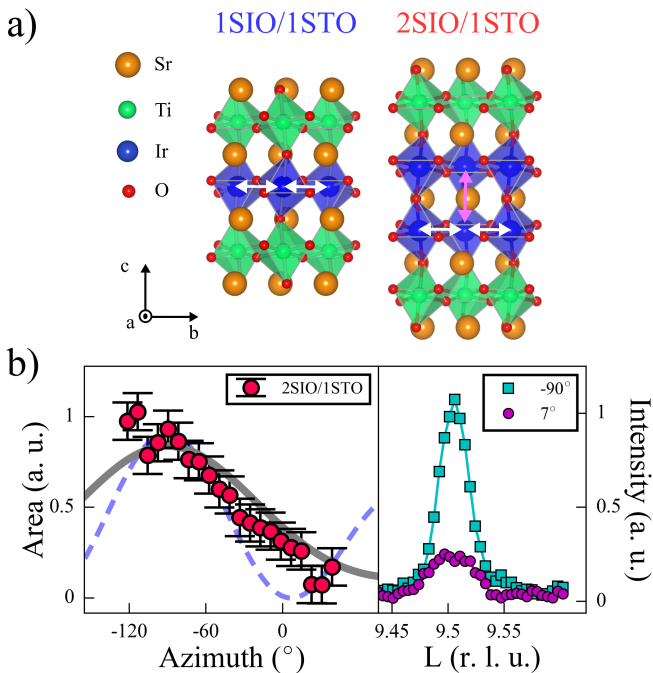 a)
1SIO/1STO 2SIO/1STO
Sr
Ti
Ir
O
c
a
b
b)
2SIO/1STO
-90°
7°
Area (a. u.)
1
0.5
0
-120 -60 0
Azimuth (°)
9.45 9.5 9.55
L (r. l. u.)
1
0.5
0
Intensity (a. u.)